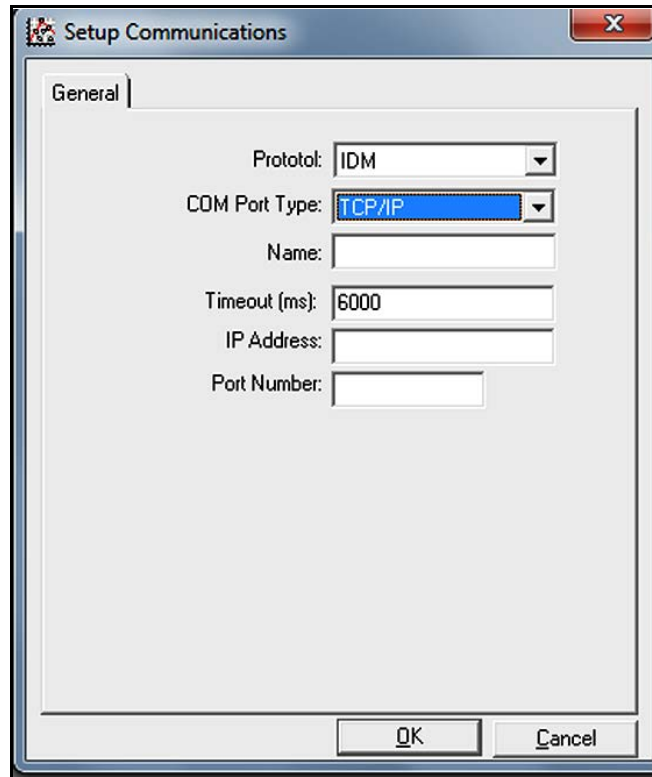 Setup Communications
General
Prototol: IDM
COM Port Type: TCP/IP
Name:
Timeout (ms): 6000
IP Address:
Port Number:
OK Cancel